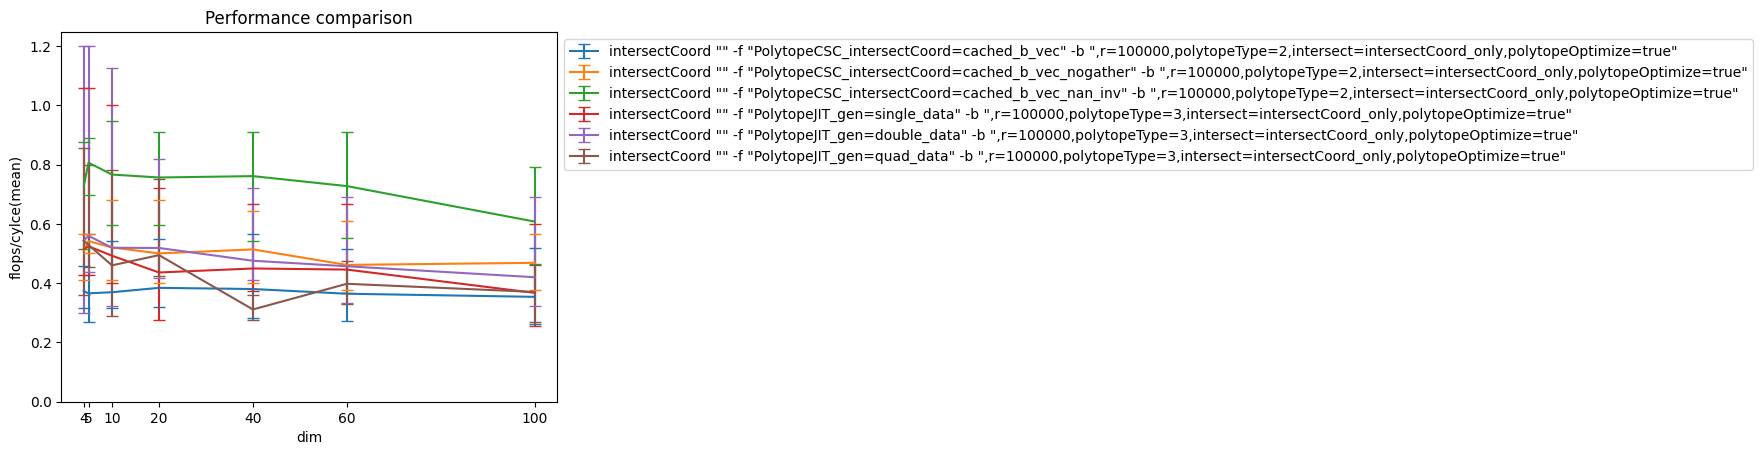 Performance comparison
flops/cylce(mean)
1.2
1.0
0.8
0.6
0.4
0.2
0.0
4
5
10
20
40
60
100
dim
intersectCoord "" -f "PolytopeCSC_intersectCoord=cached_b_vec" -b ",r=100000,polytopeType=2,intersect=intersectCoord_only,polytopeOptimize=true"
intersectCoord "" -f "PolytopeCSC_intersectCoord=cached_b_vec_nogather" -b ",r=100000,polytopeType=2,intersect=intersectCoord_only,polytopeOptimize=true"
intersectCoord "" -f "PolytopeCSC_intersectCoord=cached_b_vec_nan_inv" -b ",r=100000,polytopeType=2,intersect=intersectCoord_only,polytopeOptimize=true"
intersectCoord "" -f "PolytopeJIT_gen=single_data" -b ",r=100000,polytopeType=3,intersect=intersectCoord_only,polytopeOptimize=true"
intersectCoord "" -f "PolytopeJIT_gen=double_data" -b ",r=100000,polytopeType=3,intersect=intersectCoord_only,polytopeOptimize=true"
intersectCoord "" -f "PolytopeJIT_gen=quad_data" -b ",r=100000,polytopeType=3,intersect=intersectCoord_only,polytopeOptimize=true"